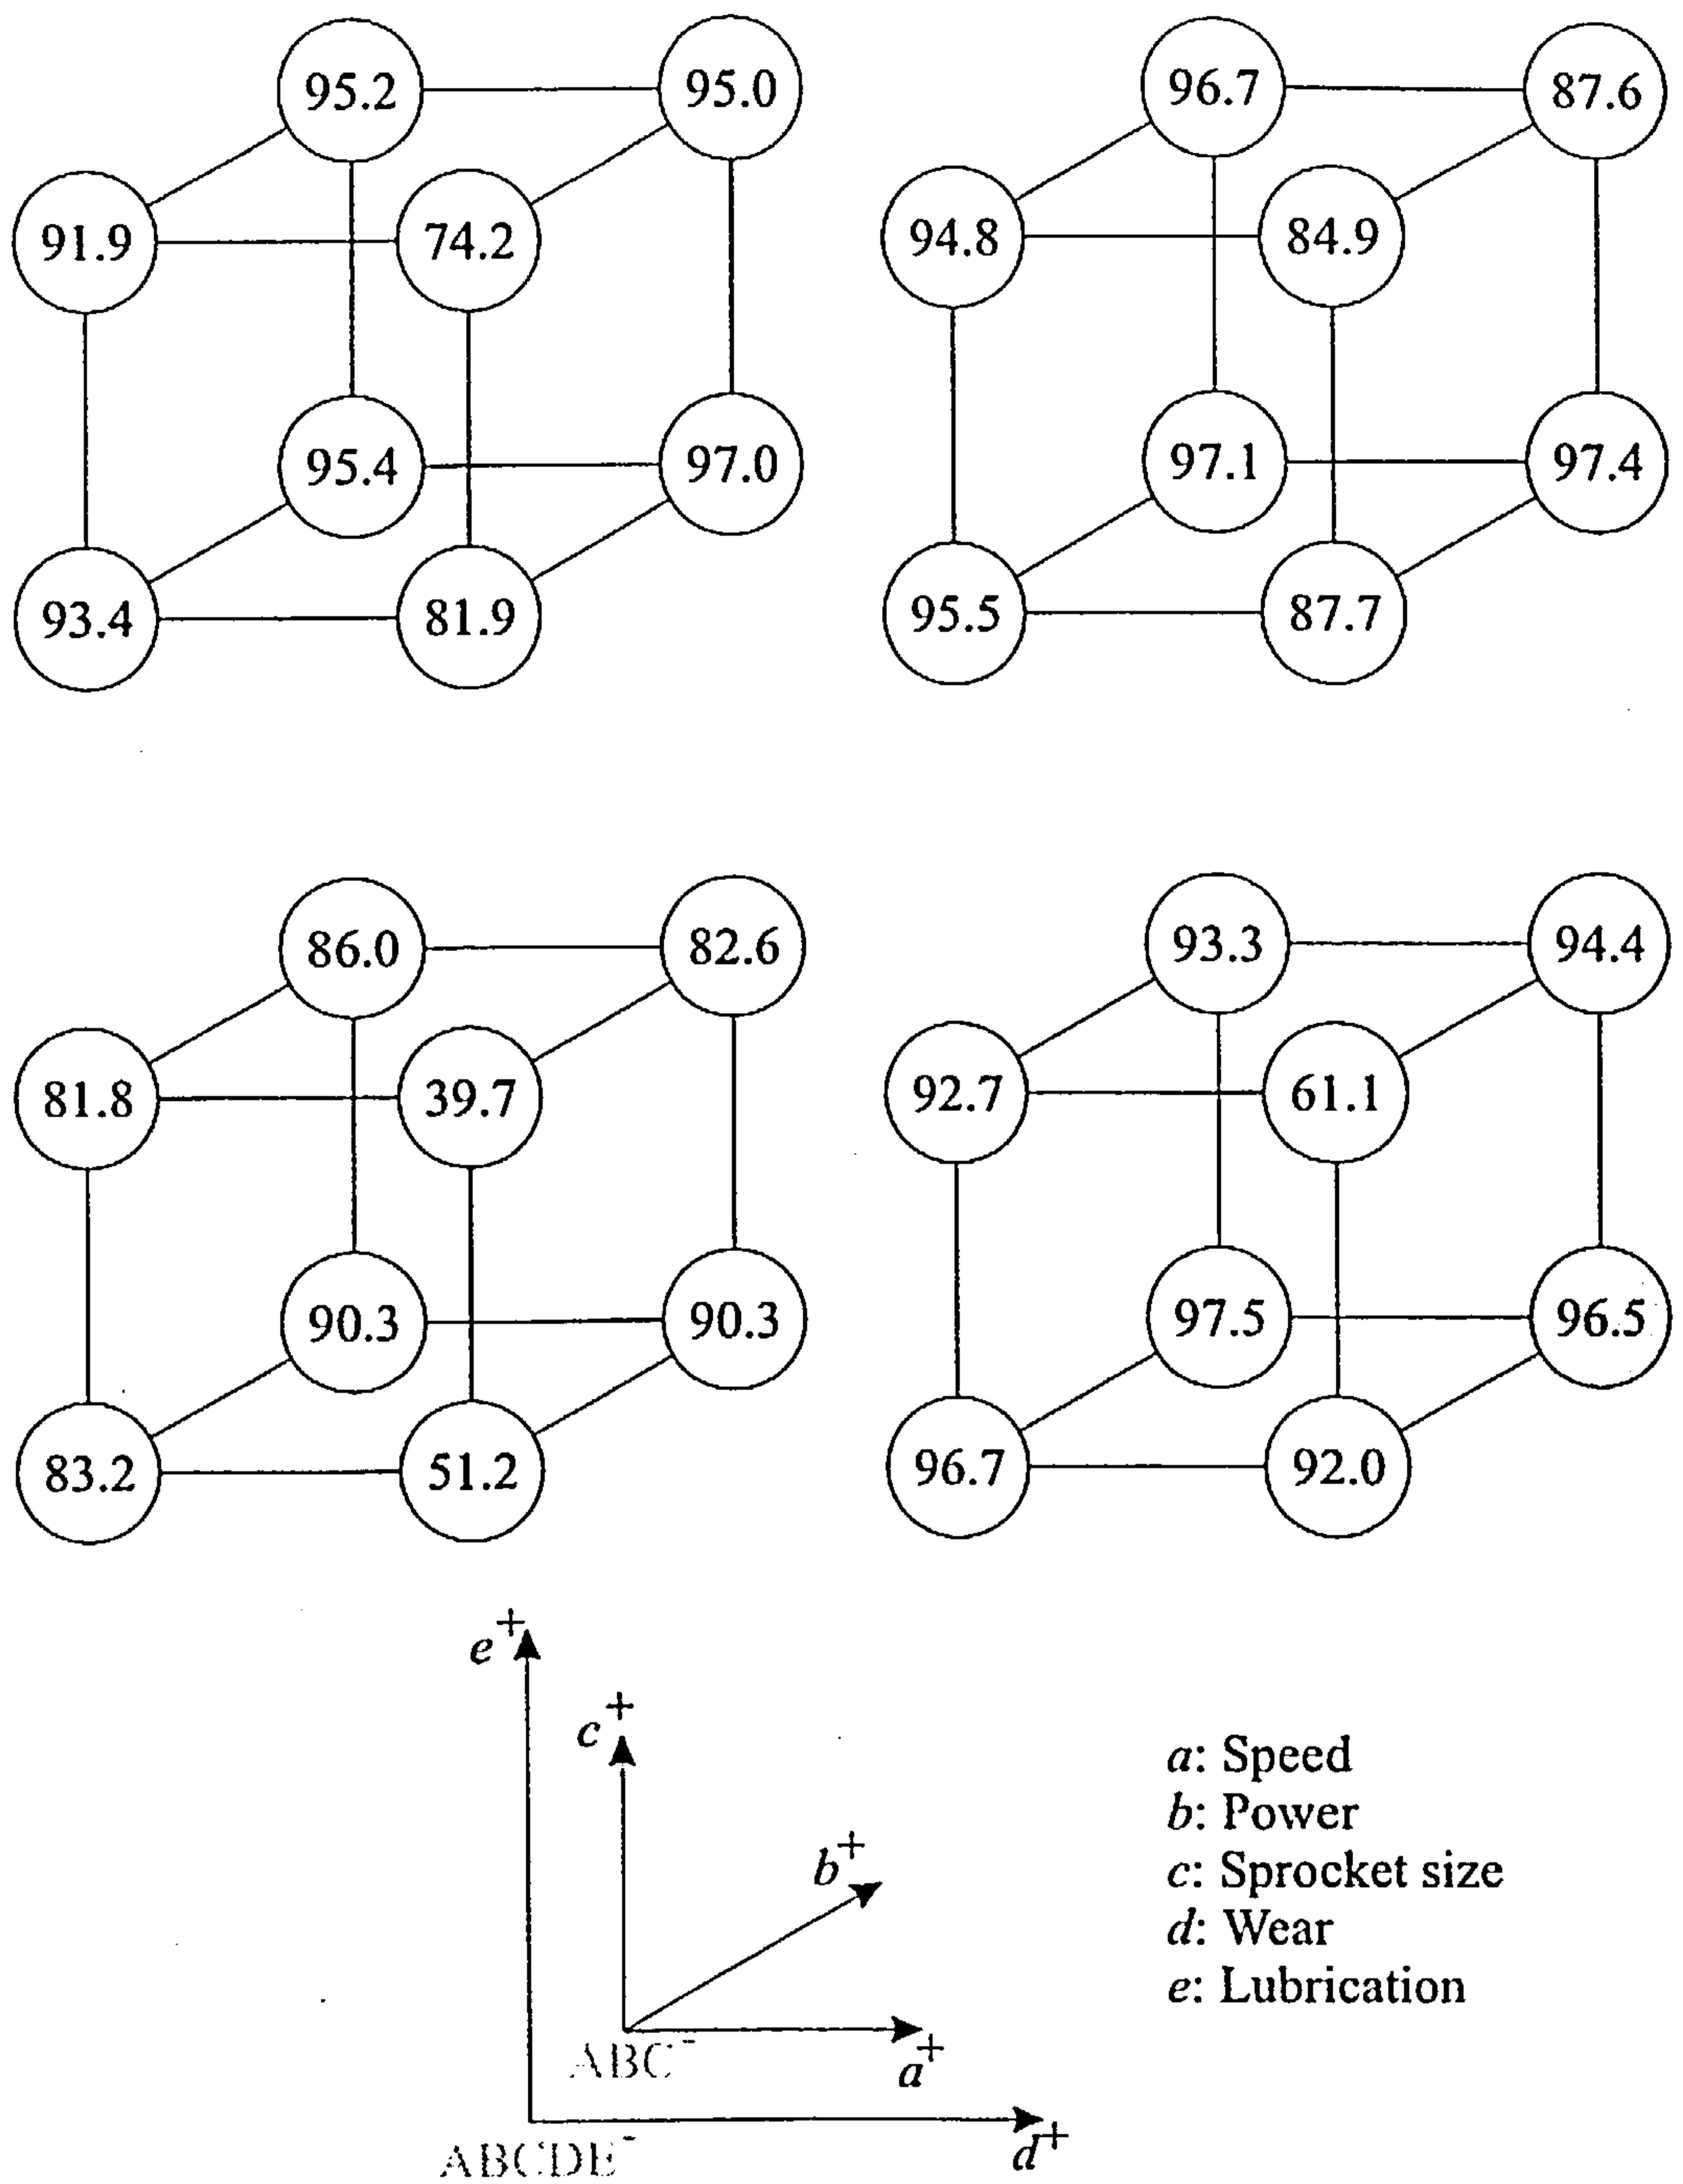 95.2 95.0 96.7 87.6
91.9 74.2 94.8 84.9
95.4 97.0 97.1 97.4
93.4 81.9 95.5 87.7
86.0 82.6 93.3 94.4
81.8 39.7 92.7 61.1
90.3 90.3 97.5 96.5
83.2 51.2 96.7 92.0
e+
c+
b+
ABC-
a+
ABCDE-
d+
a: Speed
b: Power
c: Sprocket size
d: Wear
e: Lubrication